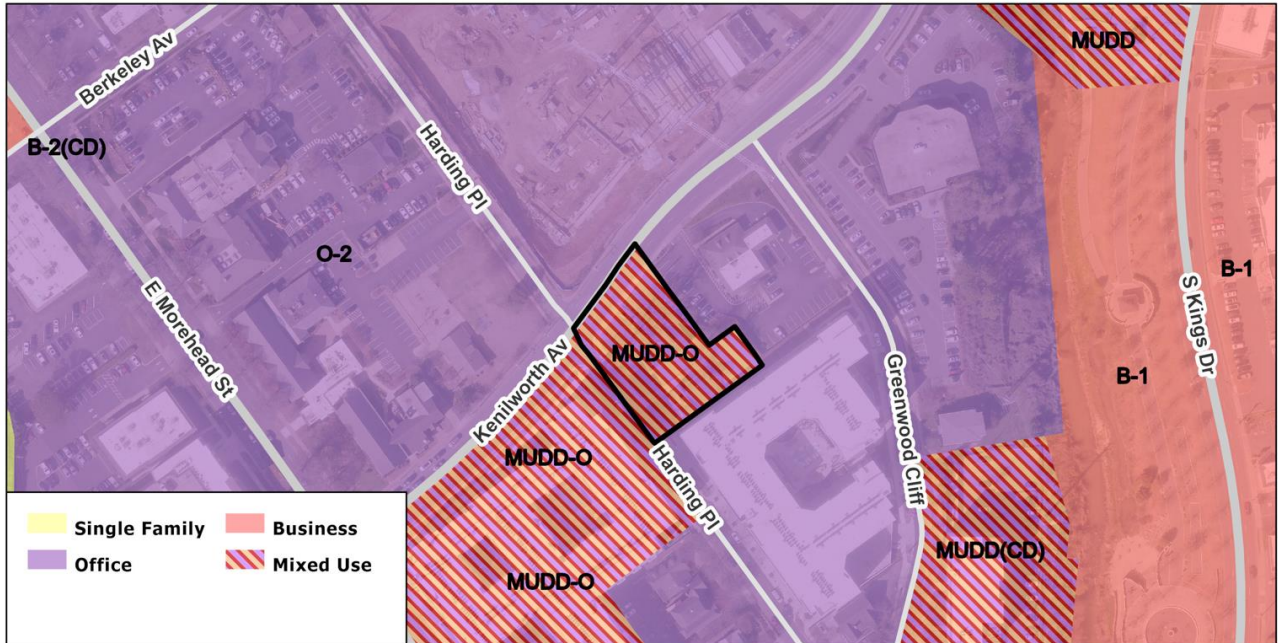 MUDD
Berkeley Av
B-2(CD)
Harding Pl
O-2
B-1
S Kings Dr
E Morehead St
MUDD-O
Kenilworth Av
B-1
Greenwood Cliff
MUDD-O
Harding Pl
MUDD(CD)
MUDD-O
Single Family
Business
Office
Mixed Use